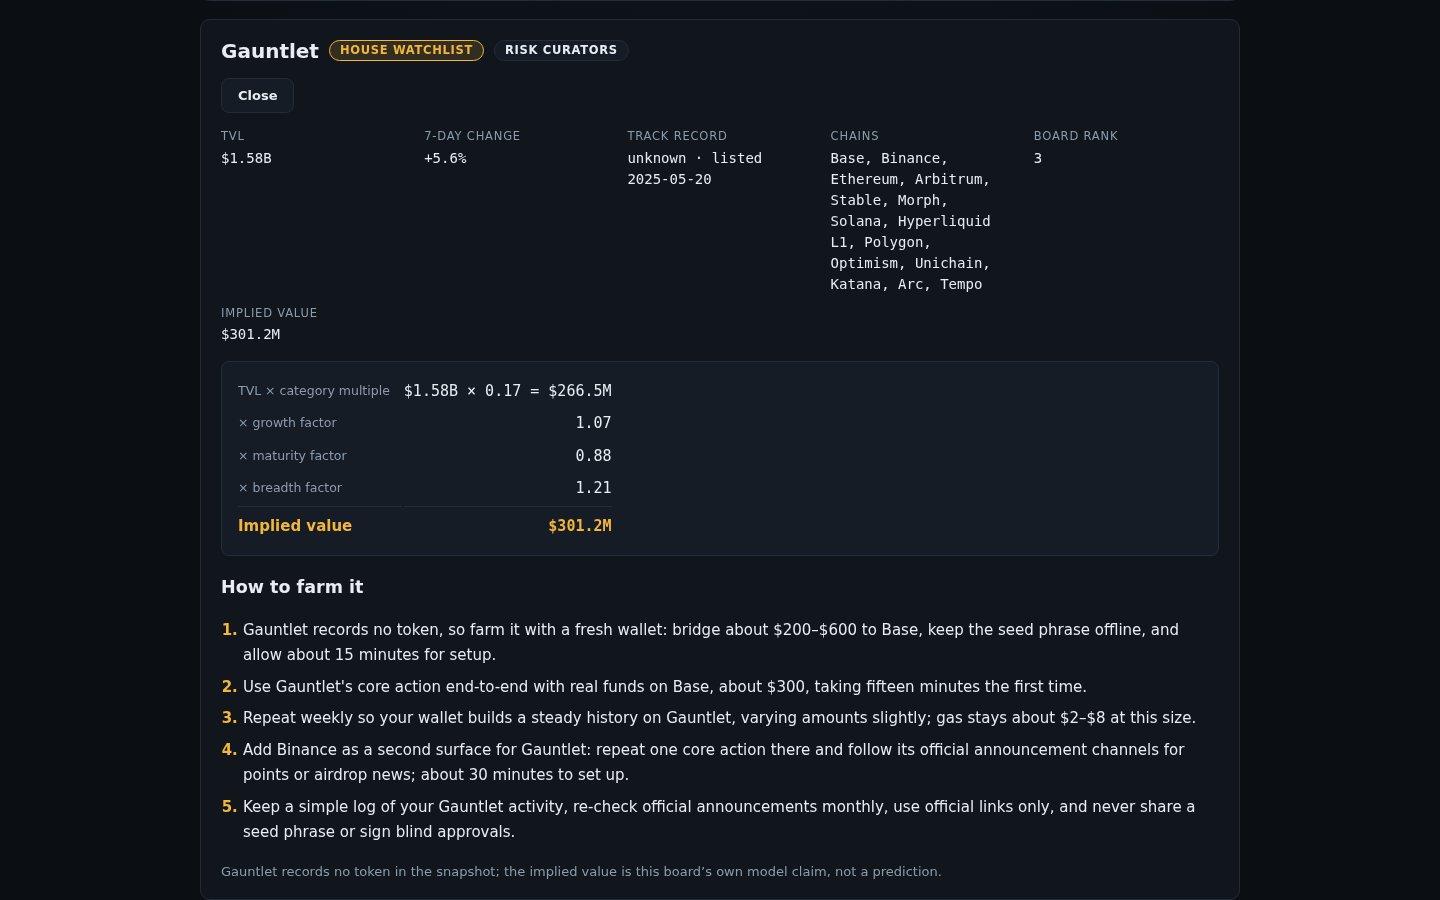 Gauntlet HOUSE WATCHLIST RISK CURATORS
Close
TVL
$1.58B
7-DAY CHANGE
+5.6%
TRACK RECORD
unknown · listed
2025-05-20
CHAINS
Base, Binance,
Ethereum, Arbitrum,
Stable, Morph,
Solana, Hyperliquid
L1, Polygon,
Optimism, Unichain,
Katana, Arc, Tempo
BOARD RANK
3
IMPLIED VALUE
$301.2M
TVL × category multiple $1.58B × 0.17 = $266.5M
× growth factor 1.07
× maturity factor 0.88
× breadth factor 1.21
Implied value $301.2M
How to farm it
1. Gauntlet records no token, so farm it with a fresh wallet: bridge about $200–$600 to Base, keep the seed phrase offline, and
allow about 15 minutes for setup.
2. Use Gauntlet's core action end-to-end with real funds on Base, about $300, taking fifteen minutes the first time.
3. Repeat weekly so your wallet builds a steady history on Gauntlet, varying amounts slightly; gas stays about $2–$8 at this size.
4. Add Binance as a second surface for Gauntlet: repeat one core action there and follow its official announcement channels for
points or airdrop news; about 30 minutes to set up.
5. Keep a simple log of your Gauntlet activity, re-check official announcements monthly, use official links only, and never share a
seed phrase or sign blind approvals.
Gauntlet records no token in the snapshot; the implied value is this board’s own model claim, not a prediction.